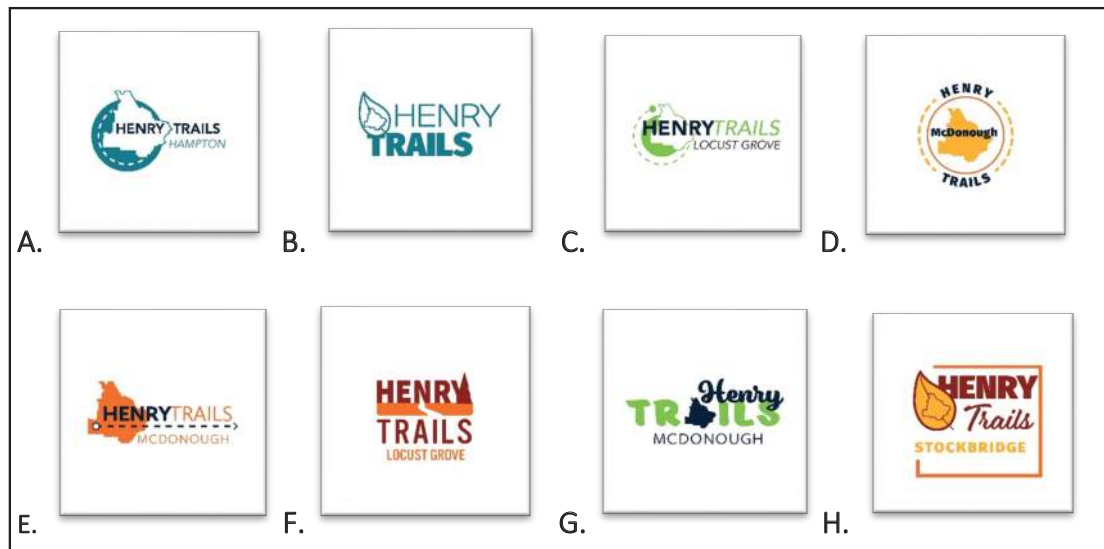 HENRY TRAILS
HAMPTON
A.
HENRY
TRAILS
B.
HENRYTRAILS
LOCUST GROVE
C.
HENRY
McDonough
TRAILS
D.
HENRYTRAILS
MCDONOUGH
E.
HENRY
TRAILS
LOCUST GROVE
F.
Henry
TRAILS
MCDONOUGH
G.
HENRY
Trails
STOCKBRIDGE
H.